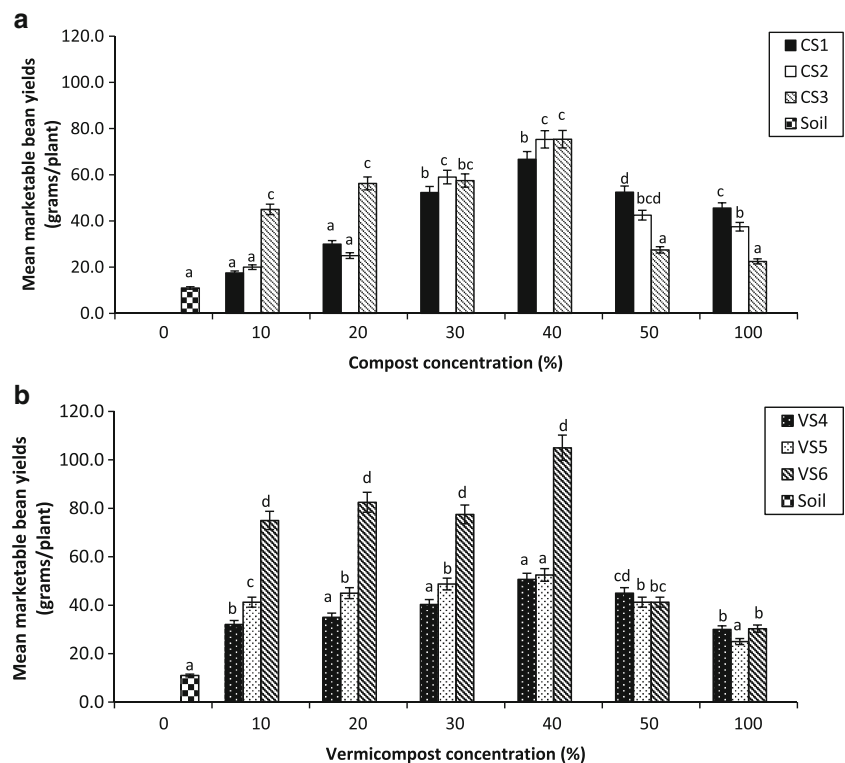 a
120.0
100.0
80.0
60.0
40.0
20.0
0.0
Mean marketable bean yields
(grams/plant)
CS1
CS2
CS3
Soil
a
a a c
a a c
b c bc
b c c
d bcd a
c b a
0 10 20 30 40 50 100
Compost concentration (%)
b
120.0
100.0
80.0
60.0
40.0
20.0
0.0
Mean marketable bean yields
(grams/plant)
VS4
VS5
VS6
Soil
a
b c d
a b d
a b d
a a d
cd b bc
b a b
0 10 20 30 40 50 100
Vermicompost concentration (%)